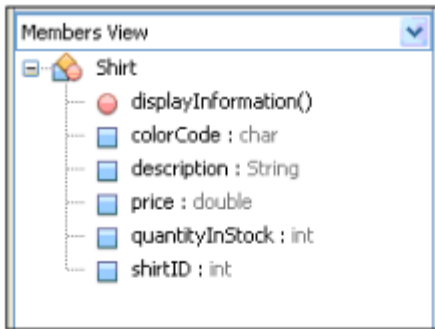 Members View
Shirt
displayInformation()
colorCode : char
description : String
price : double
quantityInStock : int
shirtID : int